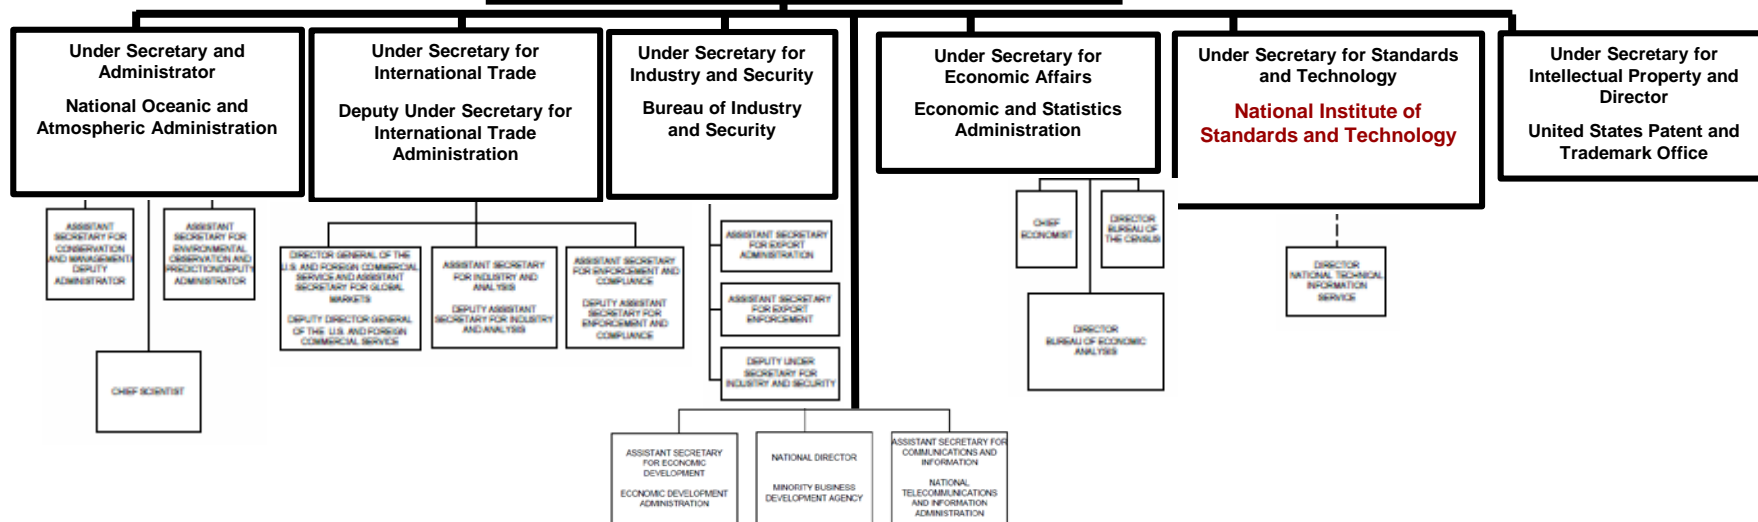 Under Secretary and
Administrator
National Oceanic and
Atmospheric Administration
Under Secretary for
International Trade
Deputy Under Secretary for
International Trade
Administration
Under Secretary for
Industry and Security
Bureau of Industry
and Security
Under Secretary for
Economic Affairs
Economic and Statistics
Administration
Under Secretary for Standards
and Technology
National Institute of
Standards and Technology
Under Secretary for
Intellectual Property and
Director
United States Patent and
Trademark Office
ASSISTANT
SECRETARY FOR
CONSERVATION
AND MANAGEMENT/
DEPUTY
ADMINISTRATOR
ASSISTANT
SECRETARY FOR
ENVIRONMENTAL
OBSERVATION AND
PREDICTION/DEPUTY
ADMINISTRATOR
CHIEF SCIENTIST
DIRECTOR GENERAL OF THE
U.S. AND FOREIGN COMMERCIAL
SERVICE AND ASSISTANT
SECRETARY FOR GLOBAL
MARKETS
DEPUTY DIRECTOR GENERAL
OF THE U.S. AND FOREIGN
COMMERCIAL SERVICE
ASSISTANT SECRETARY
FOR INDUSTRY AND
ANALYSIS
DEPUTY ASSISTANT
SECRETARY FOR INDUSTRY
AND ANALYSIS
ASSISTANT SECRETARY
FOR ENFORCEMENT AND
COMPLIANCE
DEPUTY ASSISTANT
SECRETARY FOR
ENFORCEMENT AND
COMPLIANCE
ASSISTANT SECRETARY
FOR EXPORT
ADMINISTRATION
ASSISTANT SECRETARY
FOR EXPORT
ENFORCEMENT
DEPUTY UNDER
SECRETARY FOR
INDUSTRY AND SECURITY
CHIEF
ECONOMIST
DIRECTOR
BUREAU OF
THE CENSUS
DIRECTOR
BUREAU OF ECONOMIC
ANALYSIS
DIRECTOR
NATIONAL TECHNICAL
INFORMATION
SERVICE
ASSISTANT SECRETARY
FOR ECONOMIC
DEVELOPMENT
ECONOMIC DEVELOPMENT
ADMINISTRATION
NATIONAL DIRECTOR
MINORITY BUSINESS
DEVELOPMENT AGENCY
ASSISTANT SECRETARY FOR
COMMUNICATIONS AND
INFORMATION
NATIONAL
TELECOMMUNICATIONS
AND INFORMATION
ADMINISTRATION